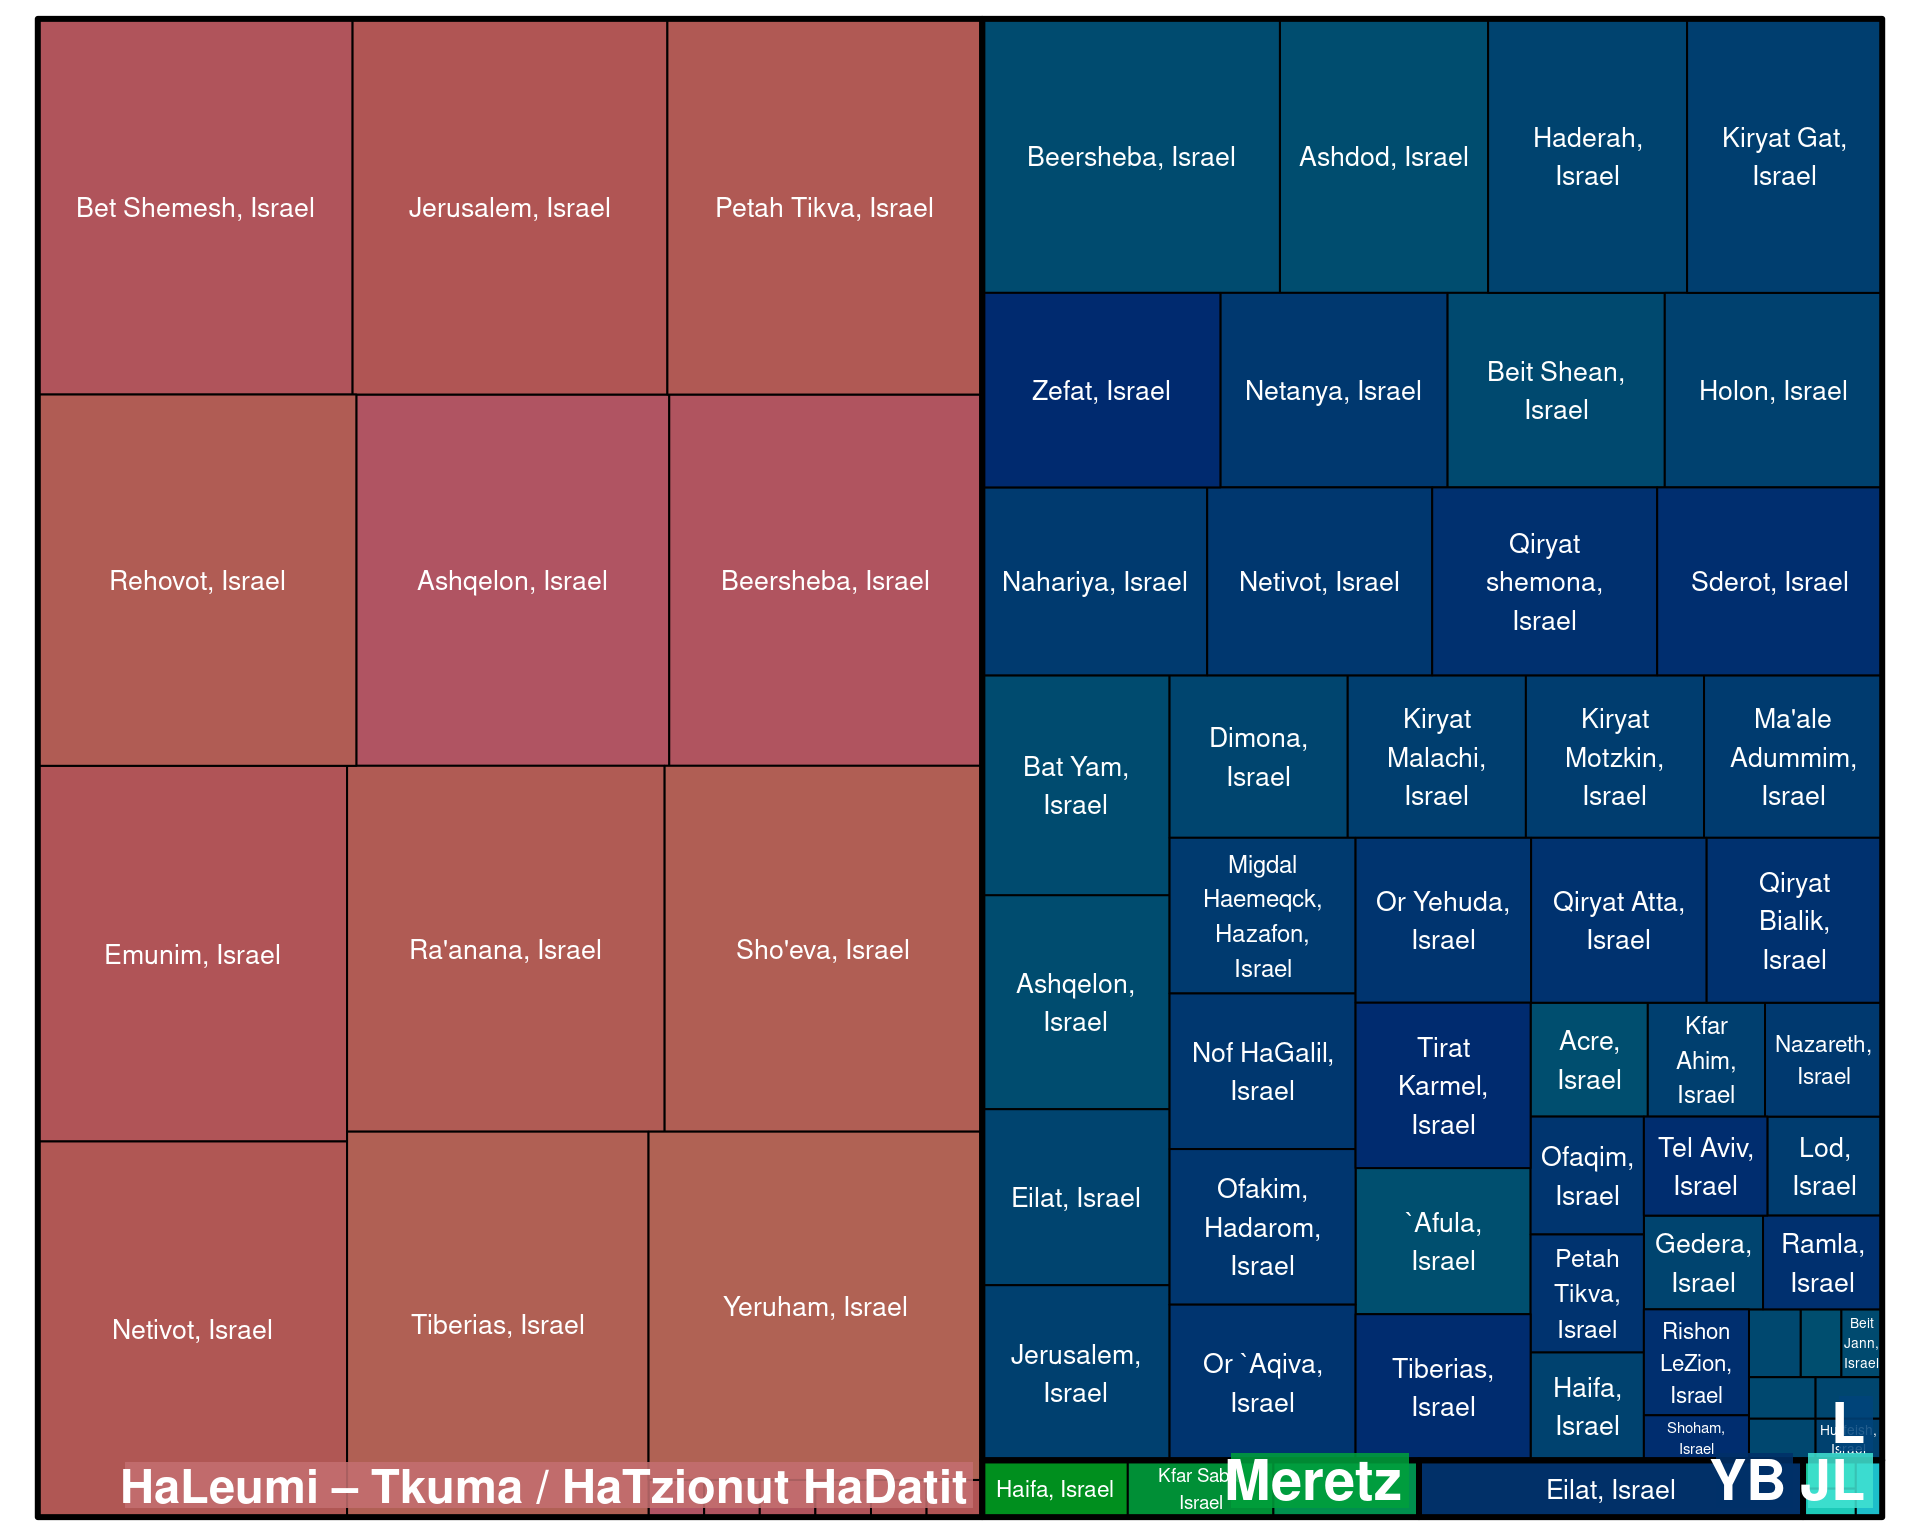 Bet Shemesh, Israel
Jerusalem, Israel
Petah Tikva, Israel
Rehovot, Israel
Ashqelon, Israel
Beersheba, Israel
Emunim, Israel
Ra'anana, Israel
Sho'eva, Israel
Netivot, Israel
Tiberias, Israel
Yeruham, Israel
HaLeumi – Tkuma / HaTzionut HaDatit
Beersheba, Israel
Ashdod, Israel
Haderah,
Israel
Kiryat Gat,
Israel
Zefat, Israel
Netanya, Israel
Beit Shean,
Israel
Holon, Israel
Nahariya, Israel
Netivot, Israel
Qiryat
shemona,
Israel
Sderot, Israel
Bat Yam,
Israel
Dimona,
Israel
Kiryat
Malachi,
Israel
Kiryat
Motzkin,
Israel
Ma'ale
Adummim,
Israel
Migdal
Haemeqck,
Hazafon,
Israel
Or Yehuda,
Israel
Qiryat Atta,
Israel
Qiryat
Bialik,
Israel
Ashqelon,
Israel
Nof HaGalil,
Israel
Tirat
Karmel,
Israel
Acre,
Israel
Kfar
Ahim,
Israel
Nazareth,
Israel
Eilat, Israel
Ofakim,
Hadarom,
Israel
`Afula,
Israel
Ofaqim,
Israel
Tel Aviv,
Israel
Lod,
Israel
Petah
Tikva,
Israel
Gedera,
Israel
Ramla,
Israel
Jerusalem,
Israel
Or `Aqiva,
Israel
Tiberias,
Israel
Haifa,
Israel
Rishon
LeZion,
Israel
Shoham,
Israel
Beit
Jann,
Israel
L
Haifa, Israel
Kfar
Israel
Meretz
Eilat, Israel
YB
JL